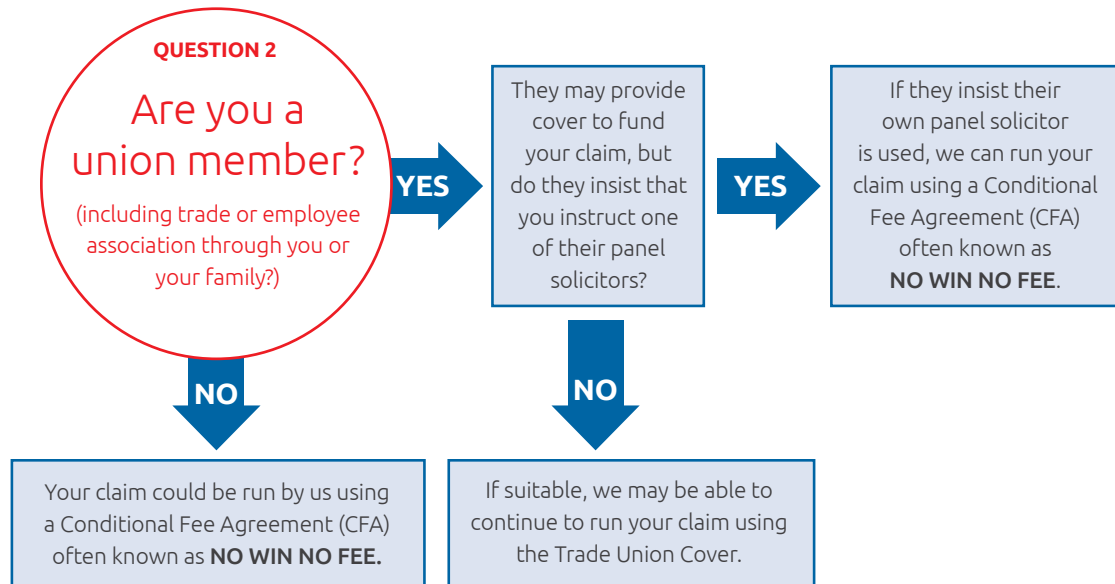 QUESTION 2
Are you a
union member?
(including trade or employee
association through you or
your family?)
YES
They may provide
cover to fund
your claim, but
do they insist that
you instruct one
of their panel
solicitors?
YES
If they insist their
own panel solicitor
is used, we can run your
claim using a Conditional
Fee Agreement (CFA)
often known as
NO WIN NO FEE.
NO
NO
Your claim could be run by us using
a Conditional Fee Agreement (CFA)
often known as NO WIN NO FEE.
If suitable, we may be able to
continue to run your claim using
the Trade Union Cover.